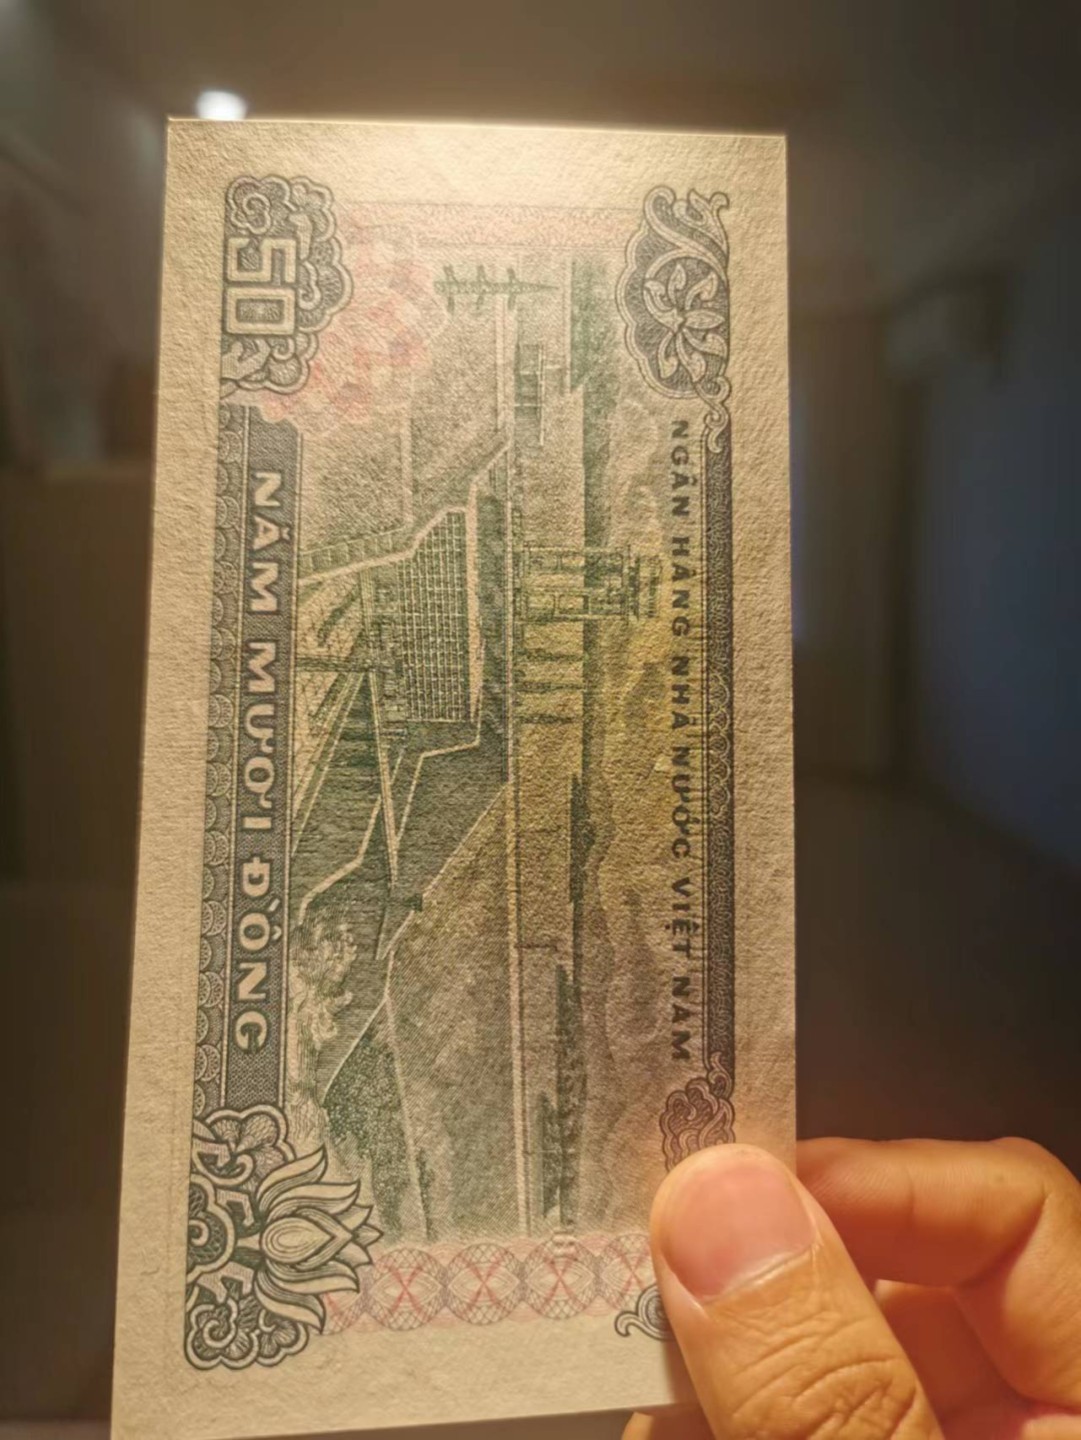 NGÂN HÀNG NHÀ NƯỚC VIỆT NAM
50
NĂM MƯƠI ĐỒNG